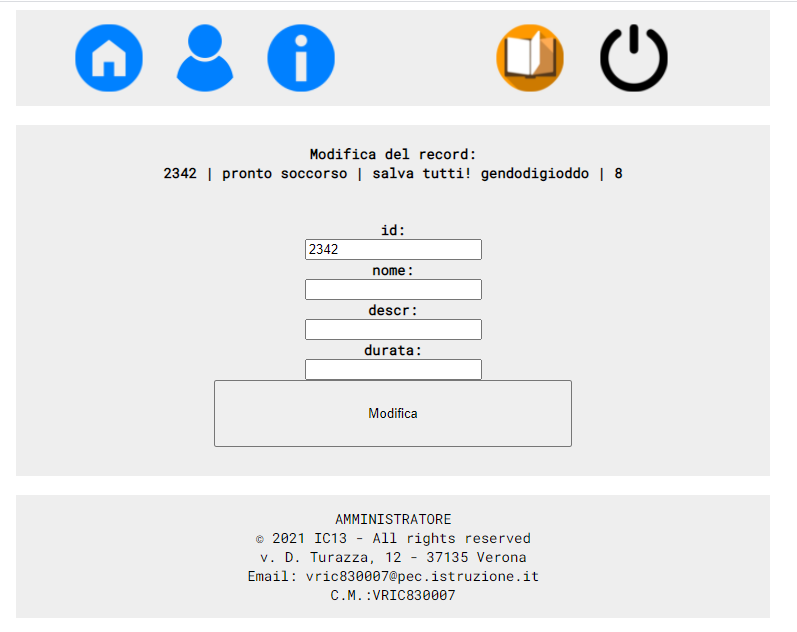 Modifica del record:
2342 | pronto soccorso | salva tutti! gendodigioddo | 8
id:
2342
nome:
descr:
durata:
Modifica
AMMINISTRATORE
© 2021 IC13 - All rights reserved
v. D. Turazza, 12 - 37135 Verona
Email: vric830007@pec.istruzione.it
C.M.:VRIC830007